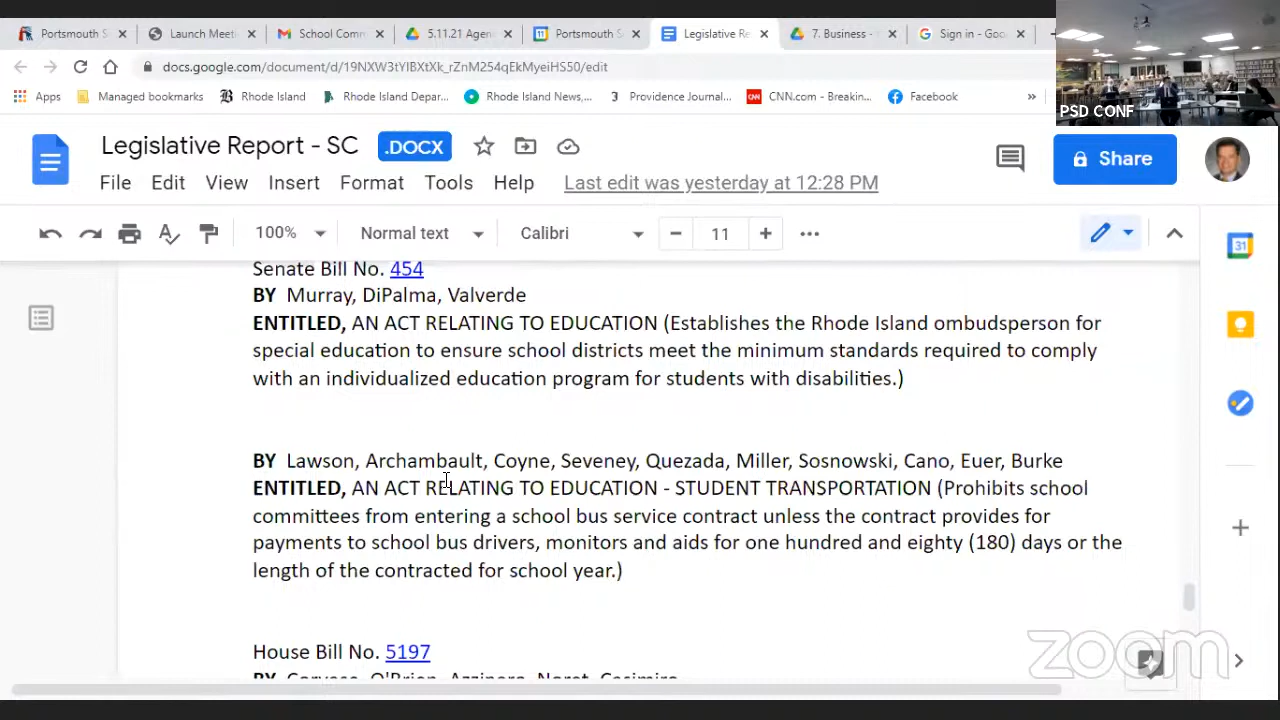 Portsmouth S
Launch Meeti
School Comm
5.11.21 Agen
Portsmouth S
Legislative Re
7. Business -
Sign in - Goo
docs.google.com/document/d/19NXW3tYIBXtXk_rZnM254qEkMyeiHS50/edit
Apps
Managed bookmarks
Rhode Island
Rhode Island Depar...
Rhode Island News,...
Providence Journal...
CNN.com - Breakin...
Facebook
»
PSD CONF
Legislative Report - SC
.DOCX
Share
File Edit View Insert Format Tools Help
Last edit was yesterday at 12:28 PM
100%
Normal text
Calibri
11
31
Senate Bill No. 454
BY Murray, DiPalma, Valverde
ENTITLED, AN ACT RELATING TO EDUCATION (Establishes the Rhode Island ombudsperson for
special education to ensure school districts meet the minimum standards required to comply
with an individualized education program for students with disabilities.)
BY Lawson, Archambault, Coyne, Seveney, Quezada, Miller, Sosnowski, Cano, Euer, Burke
ENTITLED, AN ACT RELATING TO EDUCATION - STUDENT TRANSPORTATION (Prohibits school
committees from entering a school bus service contract unless the contract provides for
payments to school bus drivers, monitors and aids for one hundred and eighty (180) days or the
length of the contracted for school year.)
House Bill No. 5197
BY Corvese, O'Brien, Azzinaro, Noret, Casimiro
zoom